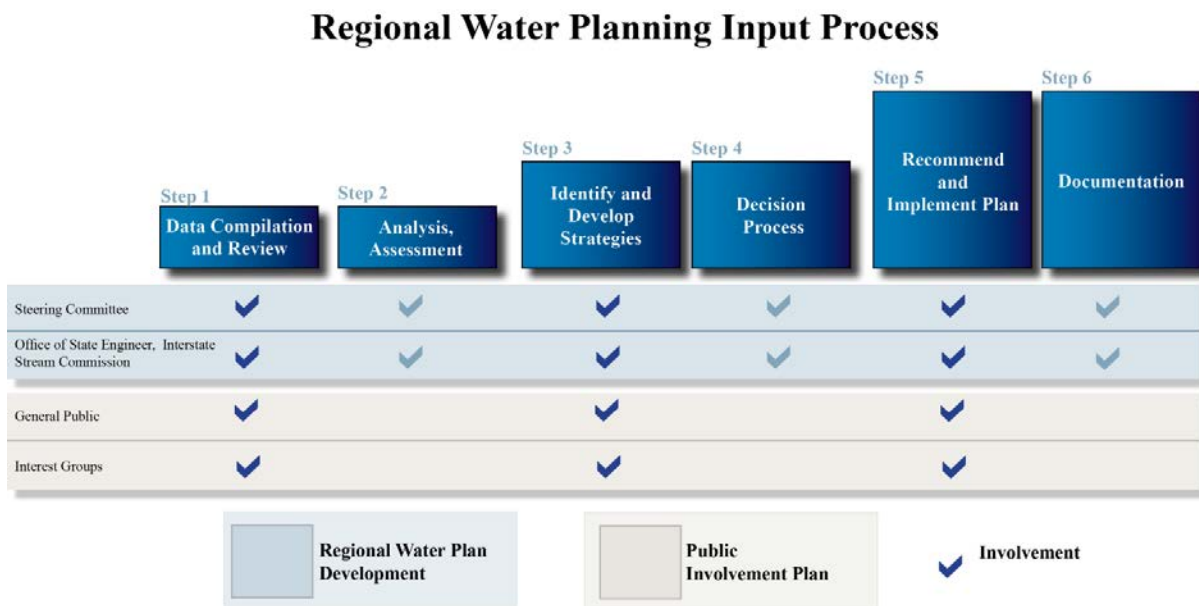 Regional Water Planning Input Process
Step 1
Data Compilation
and Review
Step 2
Analysis,
Assessment
Step 3
Identify and
Develop
Strategies
Step 4
Decision
Process
Step 5
Recommend
and
Implement Plan
Step 6
Documentation
Steering Committee
Office of State Engineer, Interstate
Stream Commission
General Public
Interest Groups
Regional Water Plan
Development
Public
Involvement Plan
Involvement